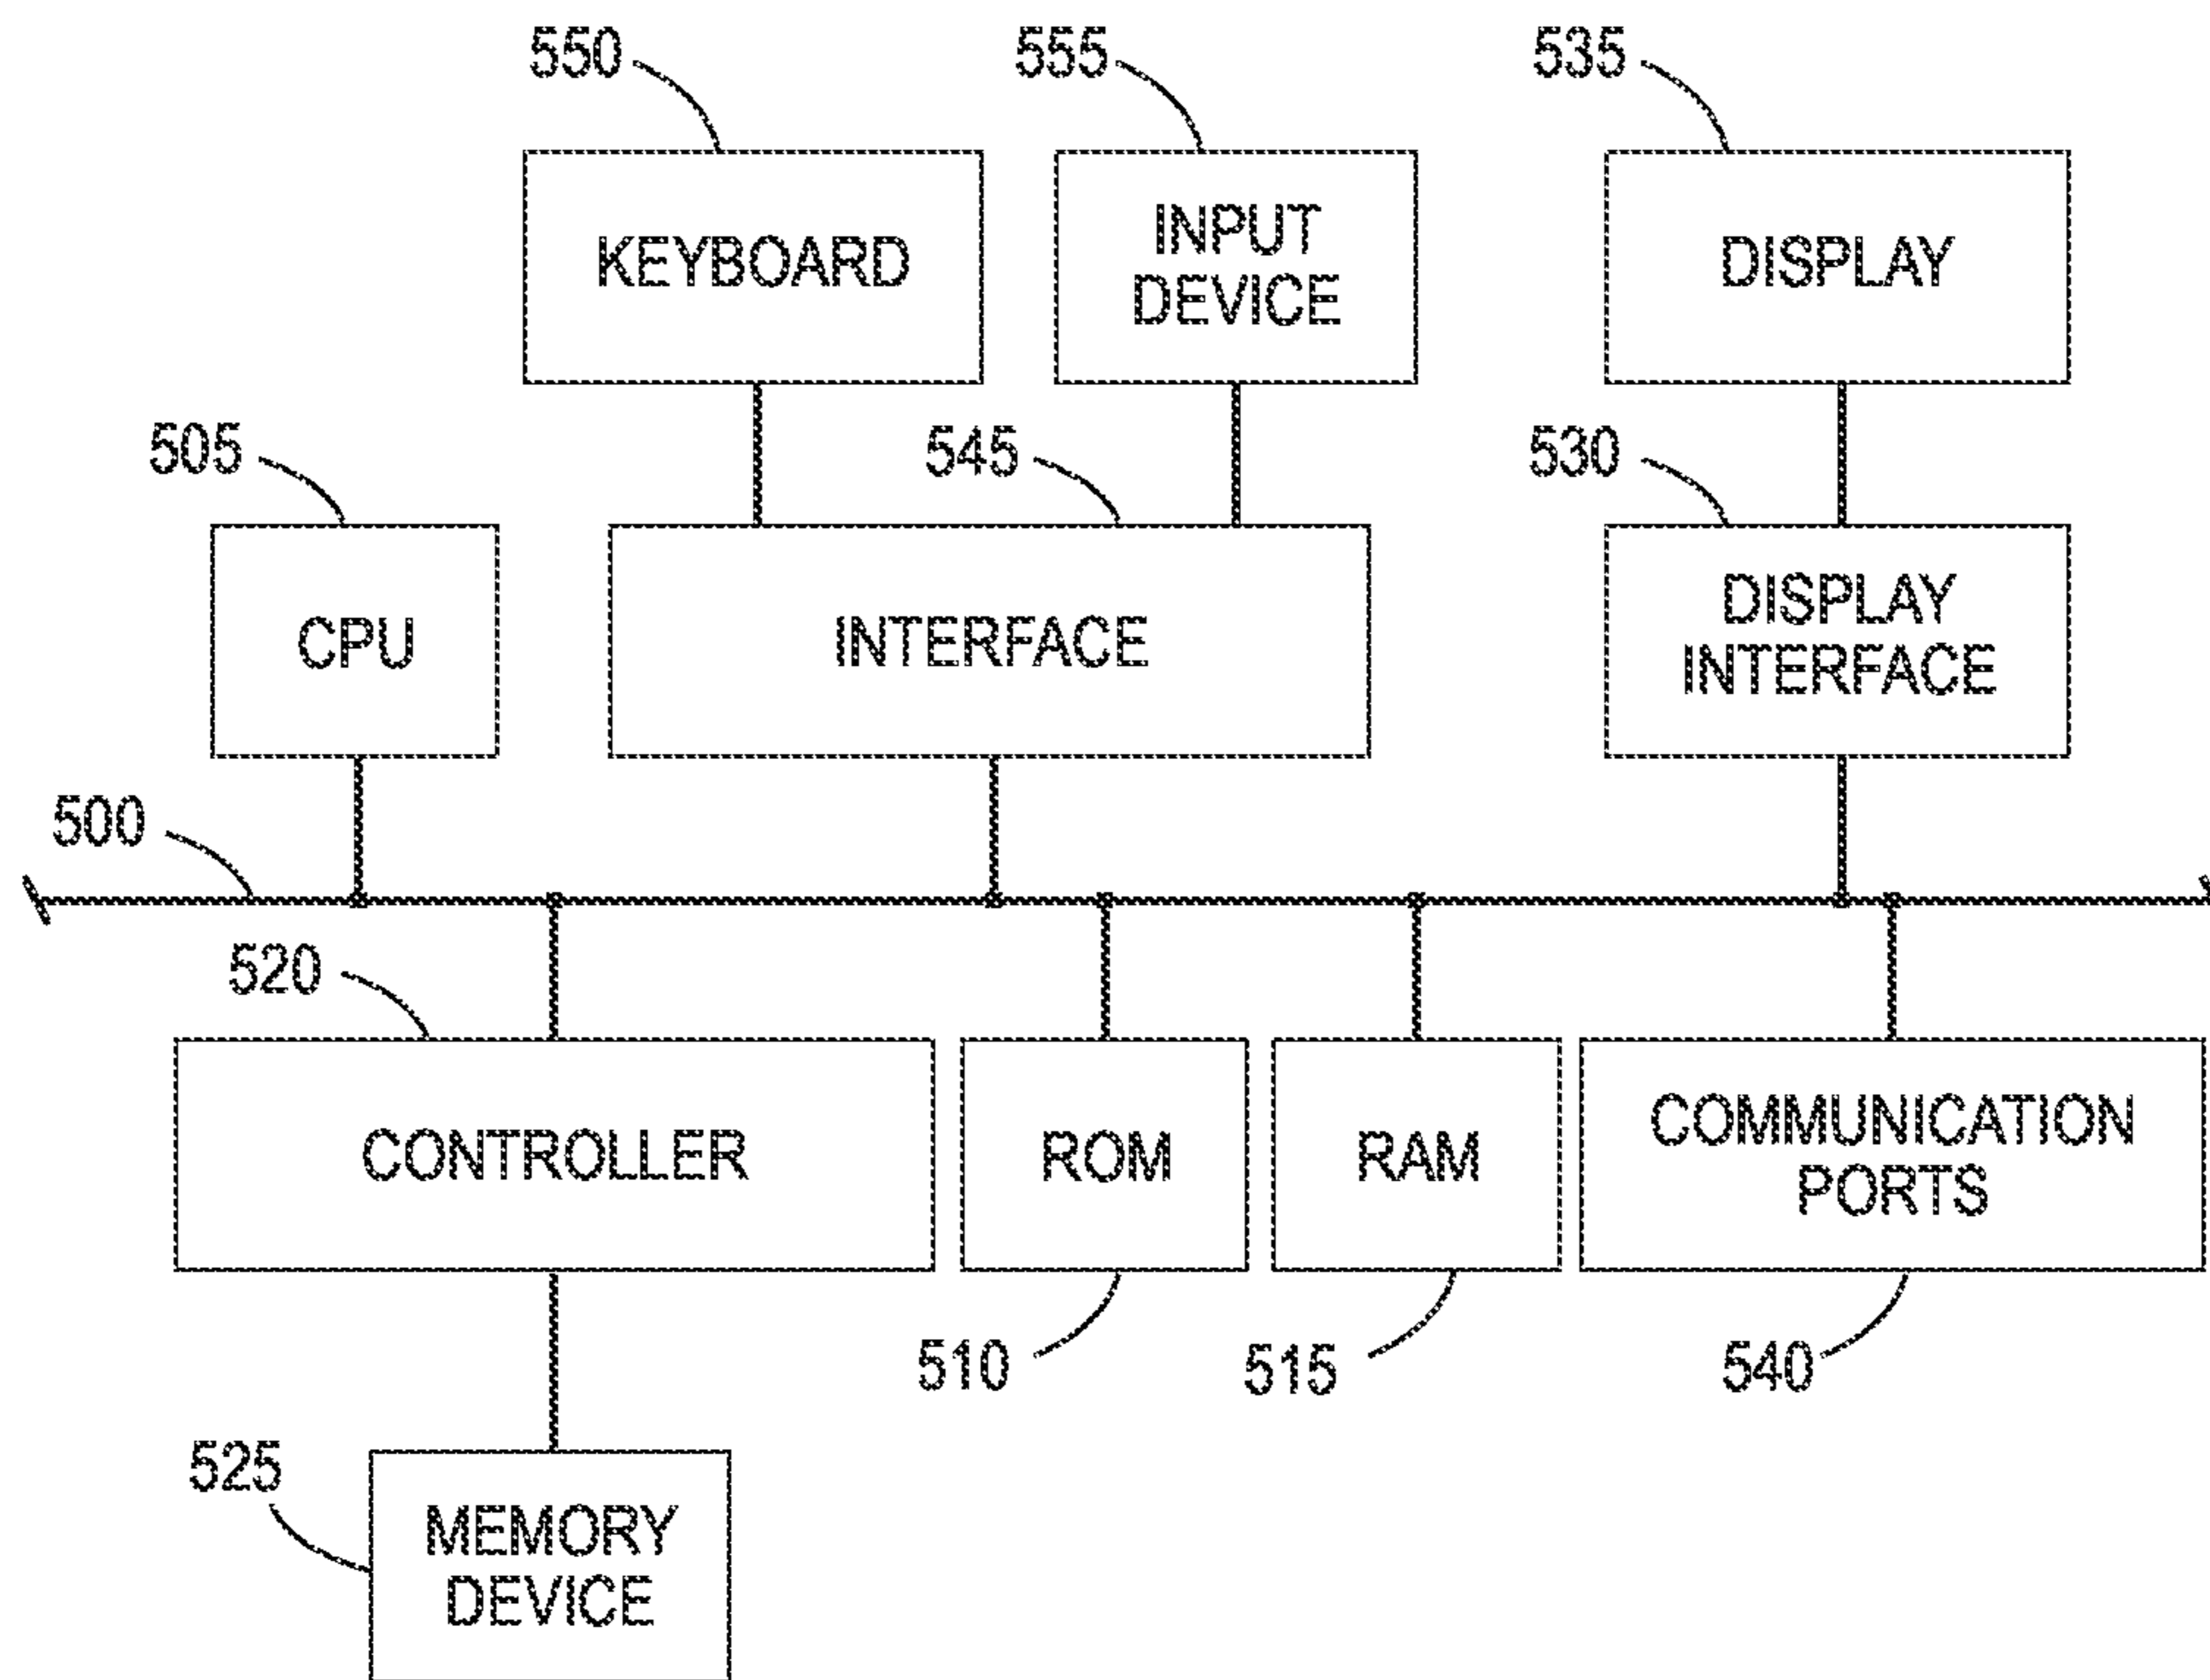 550
555
535
KEYBOARD
INPUT
DEVICE
DISPLAY
505
545
530
CPU
INTERFACE
DISPLAY
INTERFACE
500
520
CONTROLLER
ROM
RAM
COMMUNICATION
PORTS
510
515
540
525
MEMORY
DEVICE